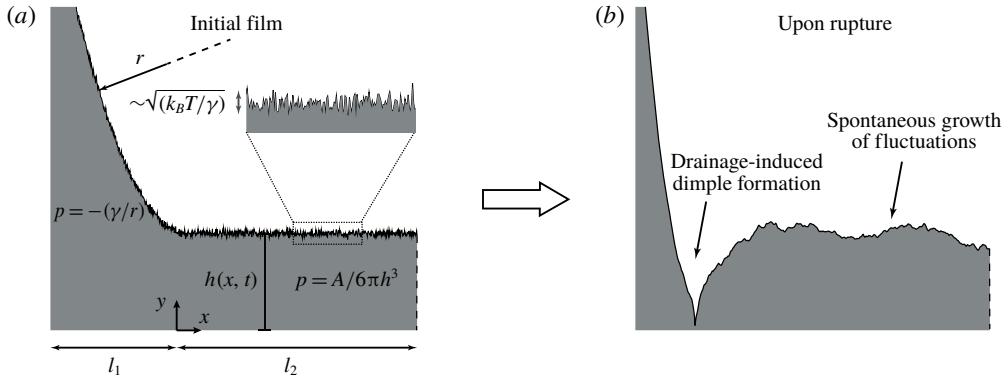 (a)
Initial film
r
∼√(k_BT/γ)
p = −(γ/r)
h(x, t)
p = A/6πh³
y
x
l₁
l₂
(b)
Upon rupture
Spontaneous growth
of fluctuations
Drainage-induced
dimple formation